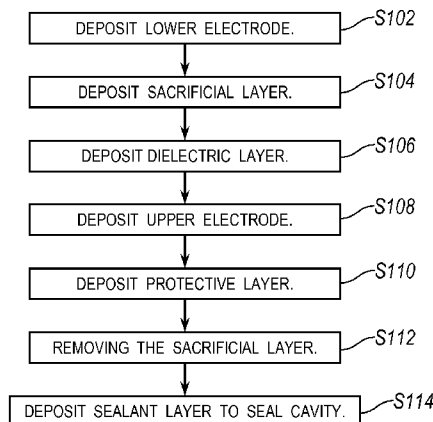 DEPOSIT LOWER ELECTRODE. S102
DEPOSIT SACRIFICIAL LAYER. S104
DEPOSIT DIELECTRIC LAYER. S106
DEPOSIT UPPER ELECTRODE. S108
DEPOSIT PROTECTIVE LAYER. S110
REMOVING THE SACRIFICIAL LAYER. S112
DEPOSIT SEALANT LAYER TO SEAL CAVITY. S114